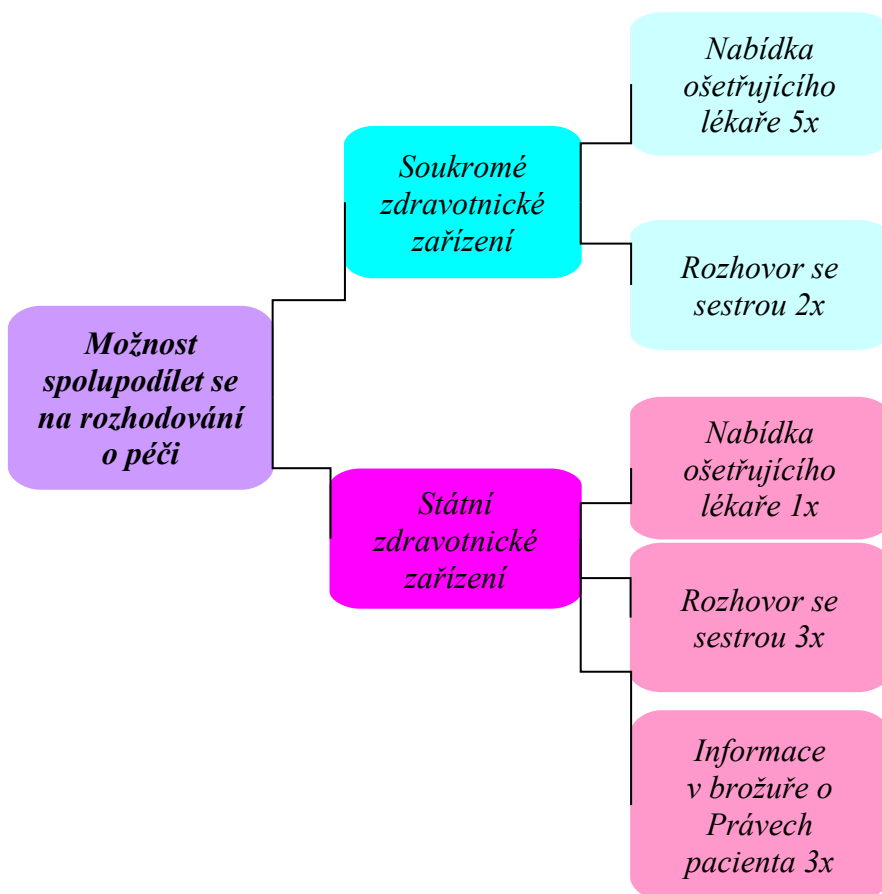 Možnost
spolupodílet se
na rozhodování
o péči
Soukromé
zdravotnické
zařízení
Nabídka
ošetřujícího
lékaře 5x
Rozhovor se
sestrou 2x
Státní
zdravotnické
zařízení
Nabídka
ošetřujícího
lékaře 1x
Rozhovor se
sestrou 3x
Informace
v brožuře o
Právech
pacienta 3x